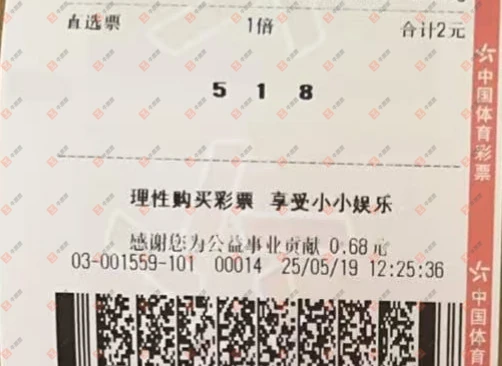 直选票 1倍 合计2元
5 1 8
理性购买彩票 享受小小娱乐
感谢您为公益事业贡献 0.68元
03-001559-101 00014 25/05/19 12:25:36
中国体育彩票
中国体育